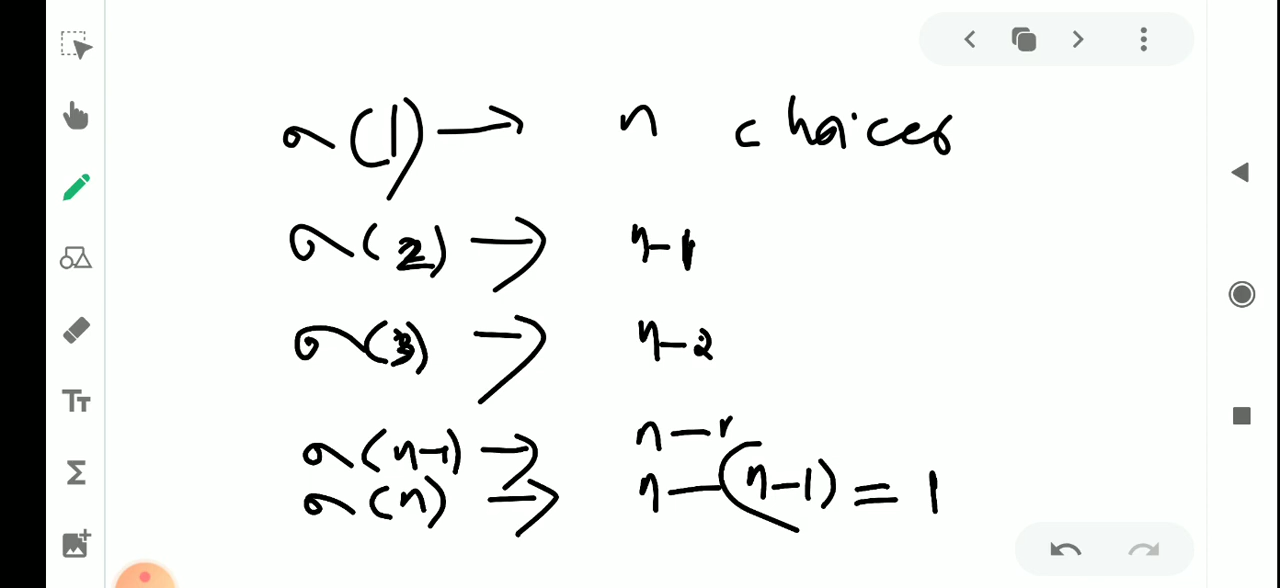 σ(1) → n choices
σ(2) → n-1
σ(3) → n-2
σ(n-1) → n-r
σ(n) → n-(n-1) = 1